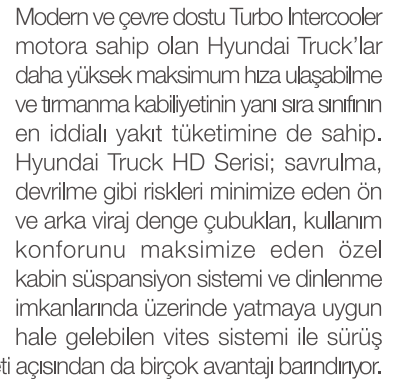 Modern ve çevre dostu Turbo Intercooler
motora sahip olan Hyundai Truck'lar
daha yüksek maksimum hıza ulaşabilme
ve tırmanma kabiliyetinin yanı sıra sınıfının
en iddialı yakıt tüketimine de sahip.
Hyundai Truck HD Serisi; savrulma,
devrilme gibi riskleri minimize eden ön
ve arka viraj denge çubukları, kullanım
konforunu maksimize eden özel
kabin süspansiyon sistemi ve dinlenme
imkanlarında üzerinde yatmaya uygun
hale gelebilen vites sistemi ile sürüş
açısından da birçok avantajı barındırıyor.